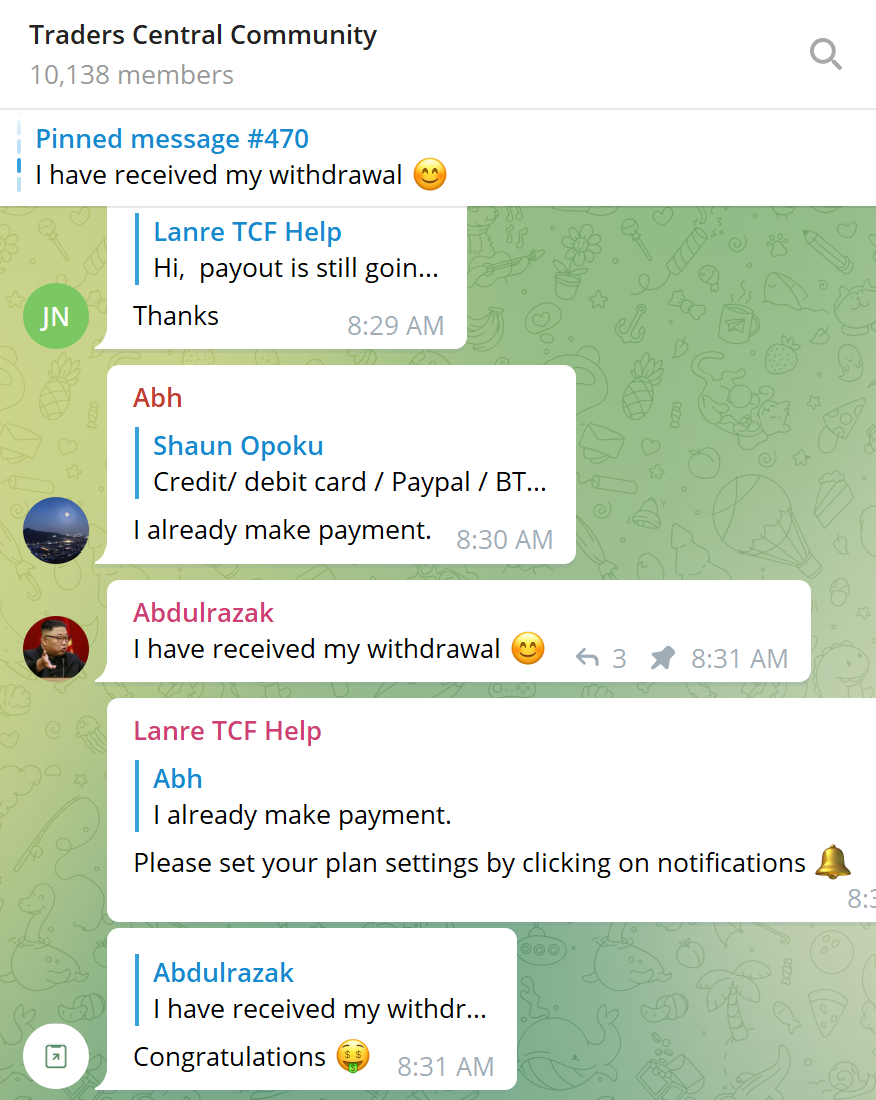 Traders Central Community
10,138 members
Pinned message #470
I have received my withdrawal 😊
Lanre TCF Help
Hi, payout is still goin...
JN
Thanks
8:29 AM
Abh
Shaun Opoku
Credit/ debit card / Paypal / BT...
I already make payment.
8:30 AM
Abdulrazak
I have received my withdrawal 😊 3 8:31 AM
Lanre TCF Help
Abh
I already make payment.
Please set your plan settings by clicking on notifications 🔔
Abdulrazak
I have received my withdr...
Congratulations 🤑
8:31 AM